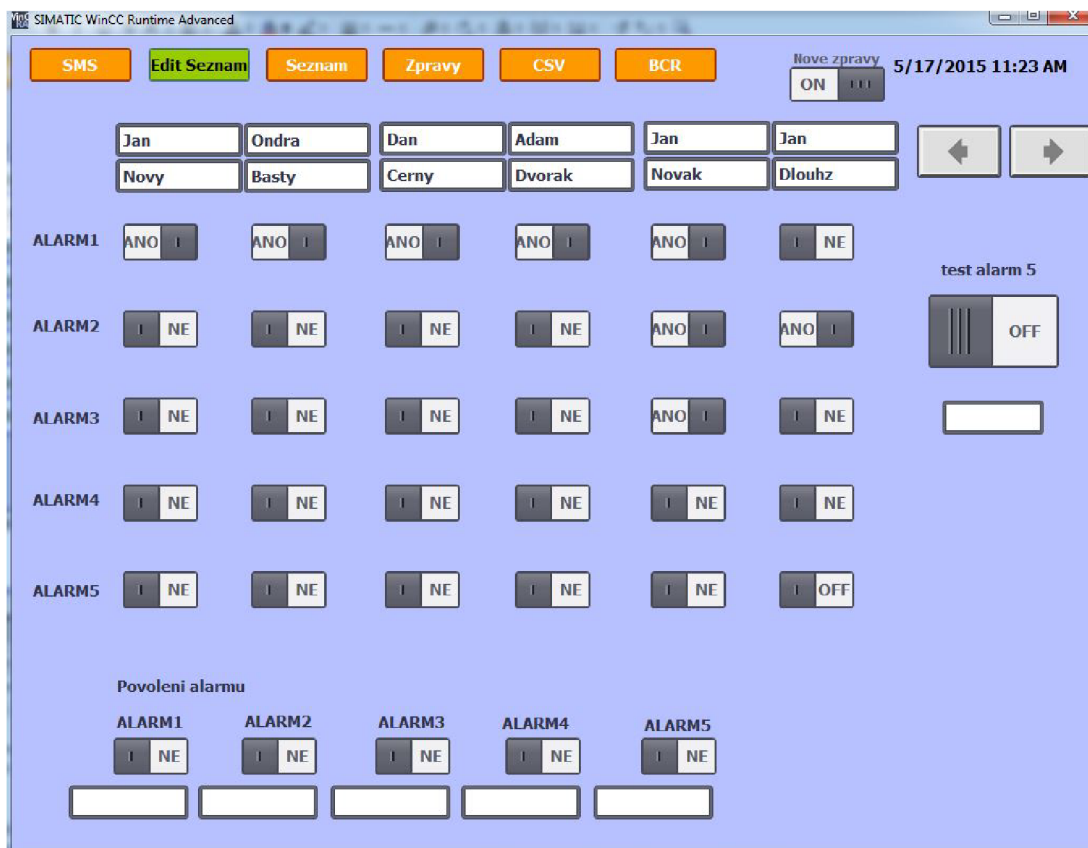 SIMATIC WinCC Runtime Advanced
SMS Edit Seznam Seznam Zpravy CSV BCR Nove zpravy 5/17/2015 11:23 AM
ON
Jan Ondra Dan Adam Jan Jan
Novy Basty Cerny Dvorak Novak Dlouhz
ALARM1 ANO ANO ANO ANO ANO NE
test alarm 5
ALARM2 NE NE NE NE ANO ANO OFF
ALARM3 NE NE NE NE ANO NE
ALARM4 NE NE NE NE NE NE
ALARM5 NE NE NE NE NE OFF
Povoleni alarmu
ALARM1 ALARM2 ALARM3 ALARM4 ALARM5
NE NE NE NE NE